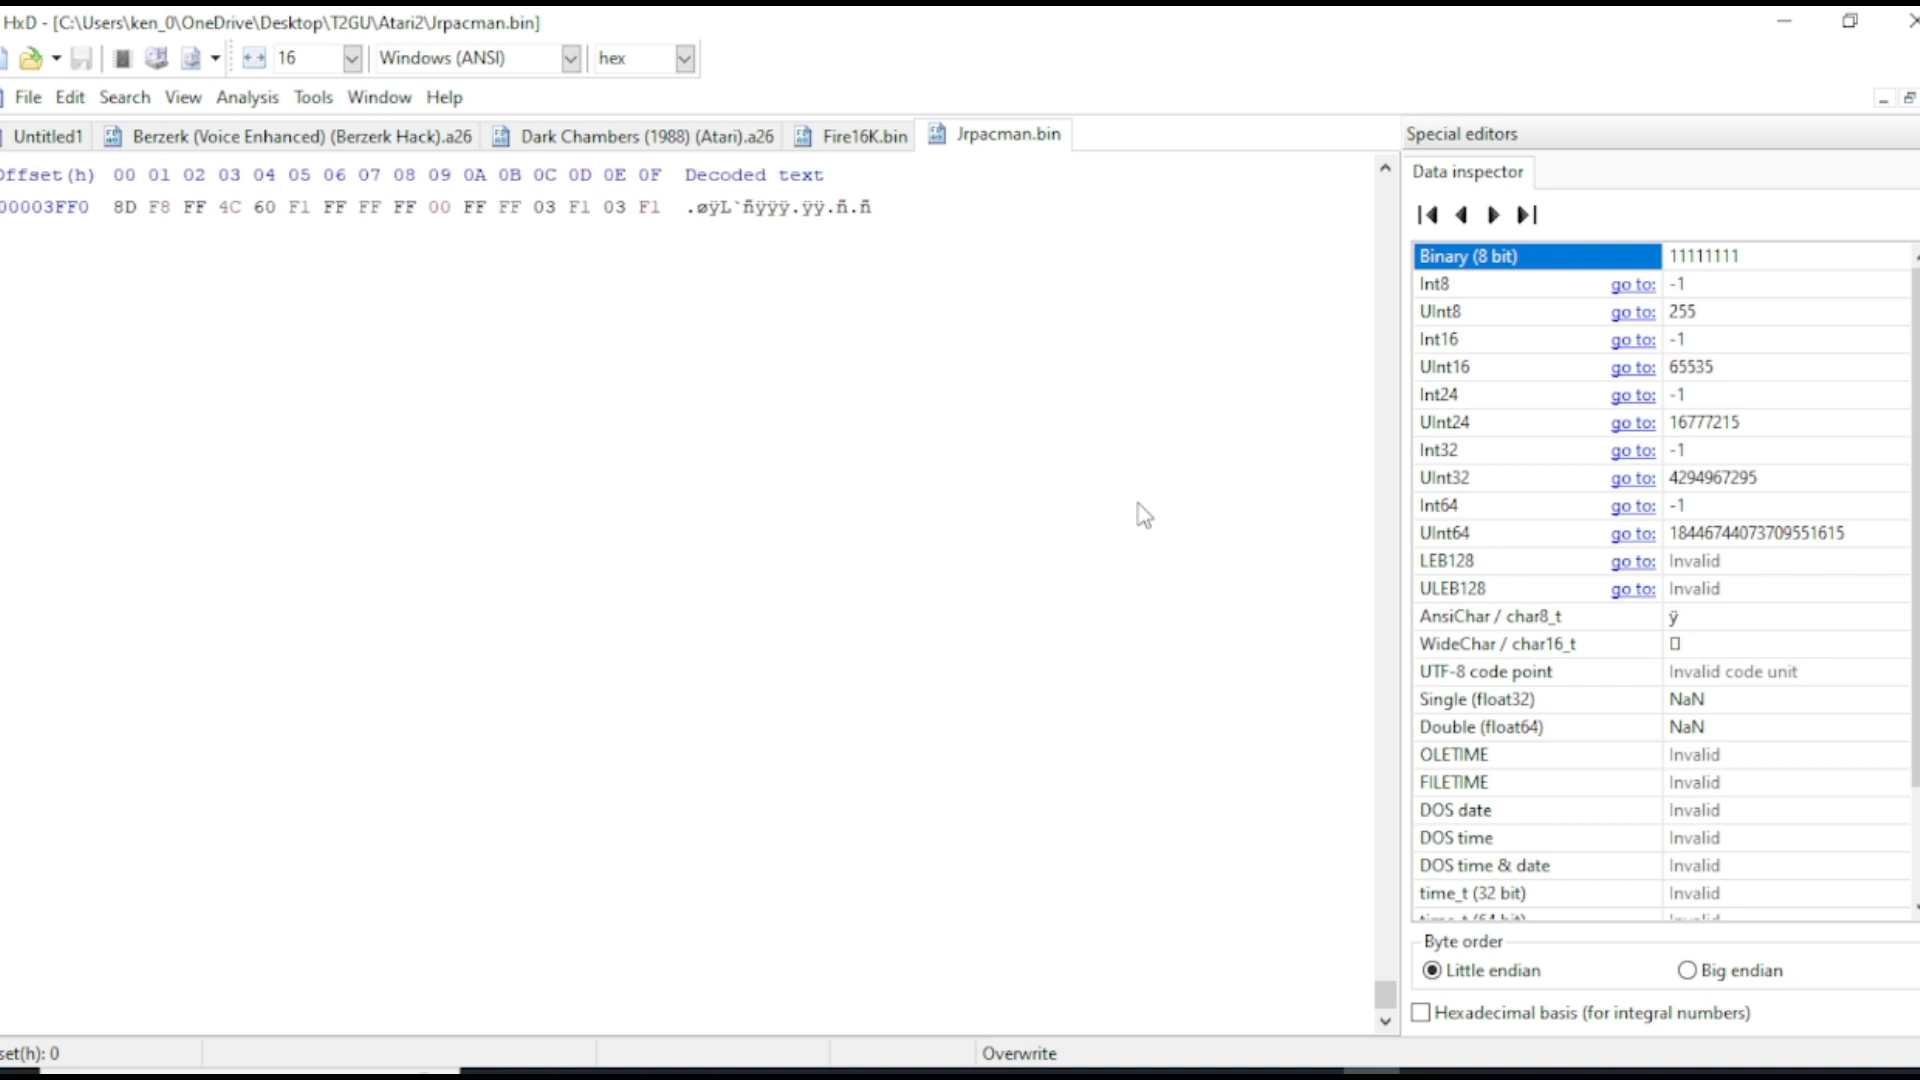 HxD - [C:\Users\ken_0\OneDrive\Desktop\T2GU\Atari2\Jrpacman.bin]
16 Windows (ANSI) hex
File Edit Search View Analysis Tools Window Help
Untitled1 Berzerk (Voice Enhanced) (Berzerk Hack).a26 Dark Chambers (1988) (Atari).a26 Fire16K.bin Jrpacman.bin
Offset(h) 00 01 02 03 04 05 06 07 08 09 0A 0B 0C 0D 0E 0F Decoded text
00003FF0 8D F8 FF 4C 60 F1 FF FF FF 00 FF FF 03 F1 03 F1 .øÿL`ñÿÿÿ.ÿÿ.ñ.ñ
Special editors
Data inspector
Binary (8 bit) 11111111
Int8 go to: -1
UInt8 go to: 255
Int16 go to: -1
UInt16 go to: 65535
Int24 go to: -1
UInt24 go to: 16777215
Int32 go to: -1
UInt32 go to: 4294967295
Int64 go to: -1
UInt64 go to: 18446744073709551615
LEB128 go to: Invalid
ULEB128 go to: Invalid
AnsiChar / char8_t ÿ
WideChar / char16_t
UTF-8 code point Invalid code unit
Single (float32) NaN
Double (float64) NaN
OLETIME Invalid
FILETIME Invalid
DOS date Invalid
DOS time Invalid
DOS time & date Invalid
time_t (32 bit) Invalid
time_t (64 bit) Invalid
Byte order
Little endian Big endian
Hexadecimal basis (for integral numbers)
set(h): 0 Overwrite